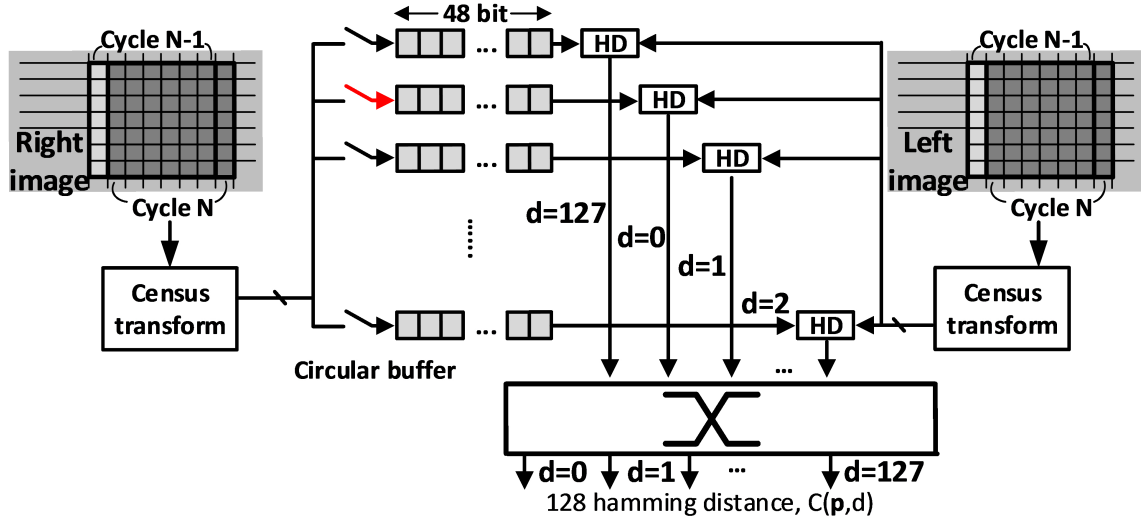 48 bit
Cycle N-1
HD
Cycle N-1
...
HD
...
Right
image
HD
Left
image
...
Cycle N
d=127
d=0
d=1
d=2
Cycle N
Census
transform
...
HD
Census
transform
Circular buffer
...
d=0
d=1
...
d=127
128 hamming distance, C(p,d)